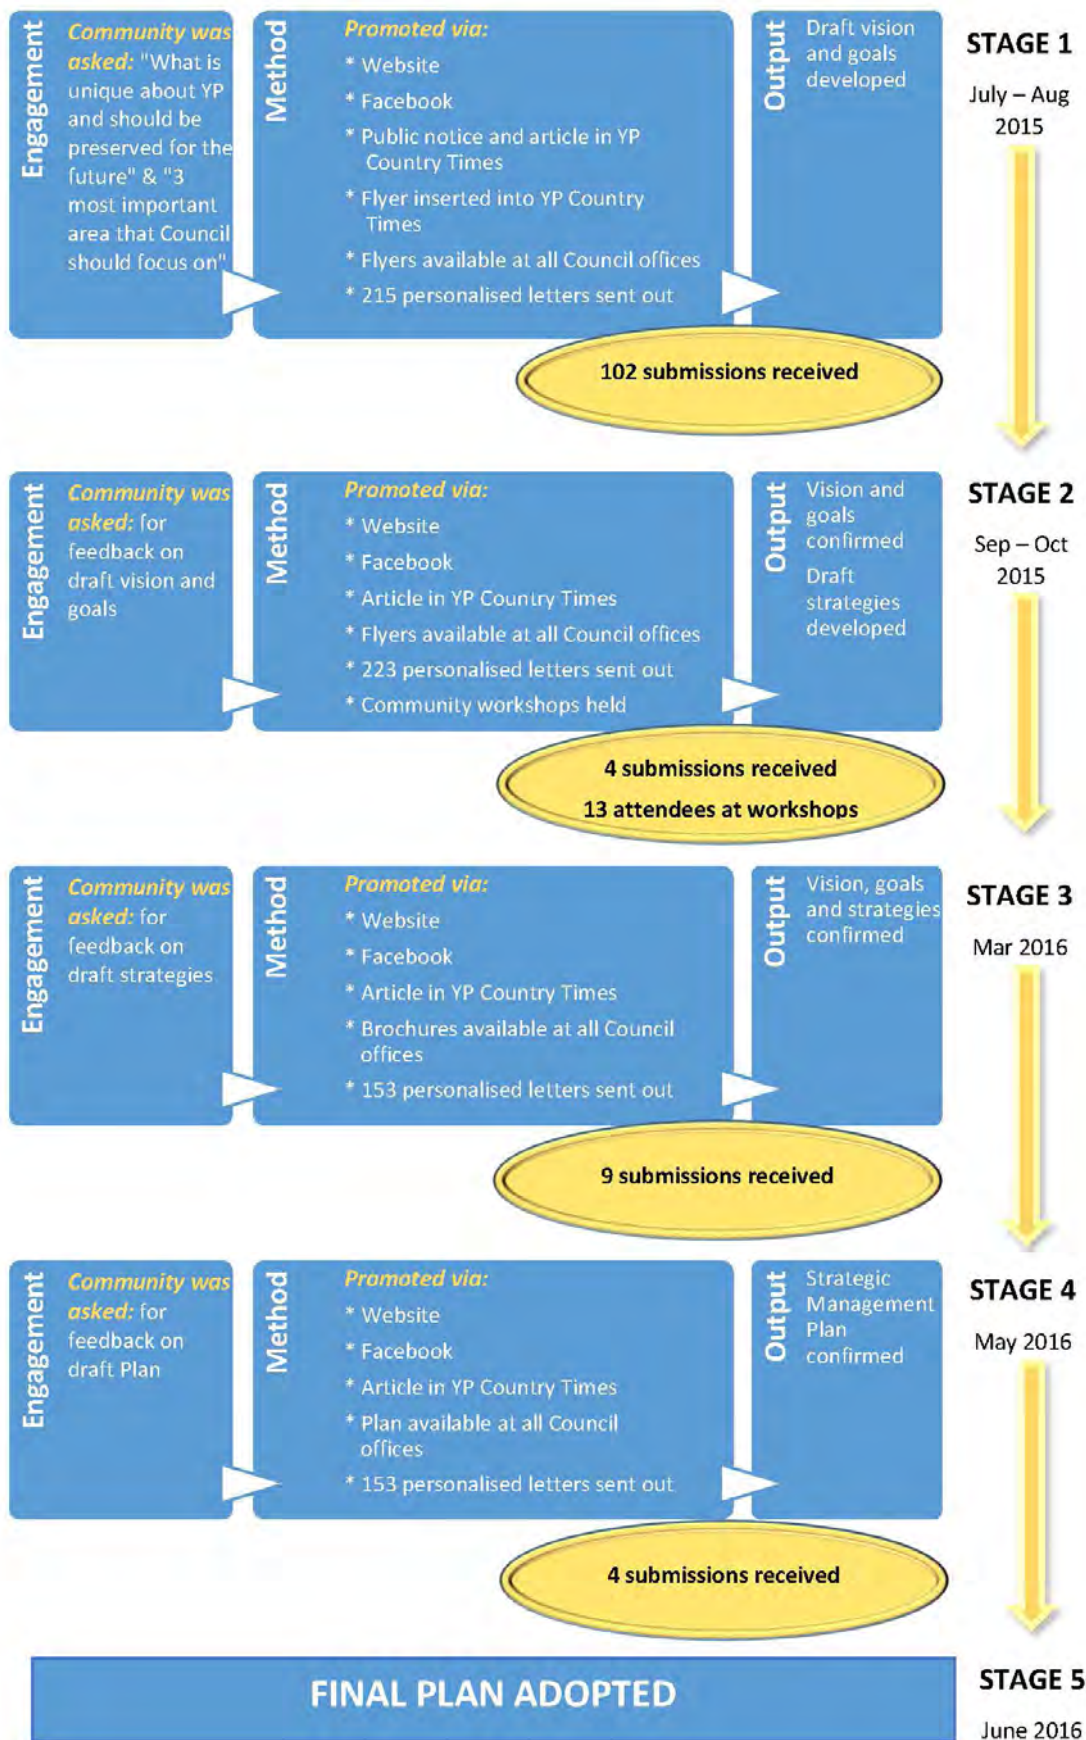 Engagement
Community was
asked: "What is
unique about YP
and should be
preserved for the
future" & "3
most important
area that Council
should focus on"
Method
Promoted via:
* Website
* Facebook
* Public notice and article in YP
Country Times
* Flyer inserted into YP Country
Times
* Flyers available at all Council offices
* 215 personalised letters sent out
Output
Draft vision
and goals
developed
STAGE 1
July – Aug
2015
102 submissions received
Engagement
Community was
asked: for
feedback on
draft vision and
goals
Method
Promoted via:
* Website
* Facebook
* Article in YP Country Times
* Flyers available at all Council offices
* 223 personalised letters sent out
* Community workshops held
Output
Vision and
goals
confirmed
Draft
strategies
developed
STAGE 2
Sep – Oct
2015
4 submissions received
13 attendees at workshops
Engagement
Community was
asked: for
feedback on
draft strategies
Method
Promoted via:
* Website
* Facebook
* Article in YP Country Times
* Brochures available at all Council
offices
* 153 personalised letters sent out
Output
Vision, goals
and strategies
confirmed
STAGE 3
Mar 2016
9 submissions received
Engagement
Community was
asked: for
feedback on
draft Plan
Method
Promoted via:
* Website
* Facebook
* Article in YP Country Times
* Plan available at all Council
offices
* 153 personalised letters sent out
Output
Strategic
Management
Plan
confirmed
STAGE 4
May 2016
4 submissions received
FINAL PLAN ADOPTED
STAGE 5
June 2016